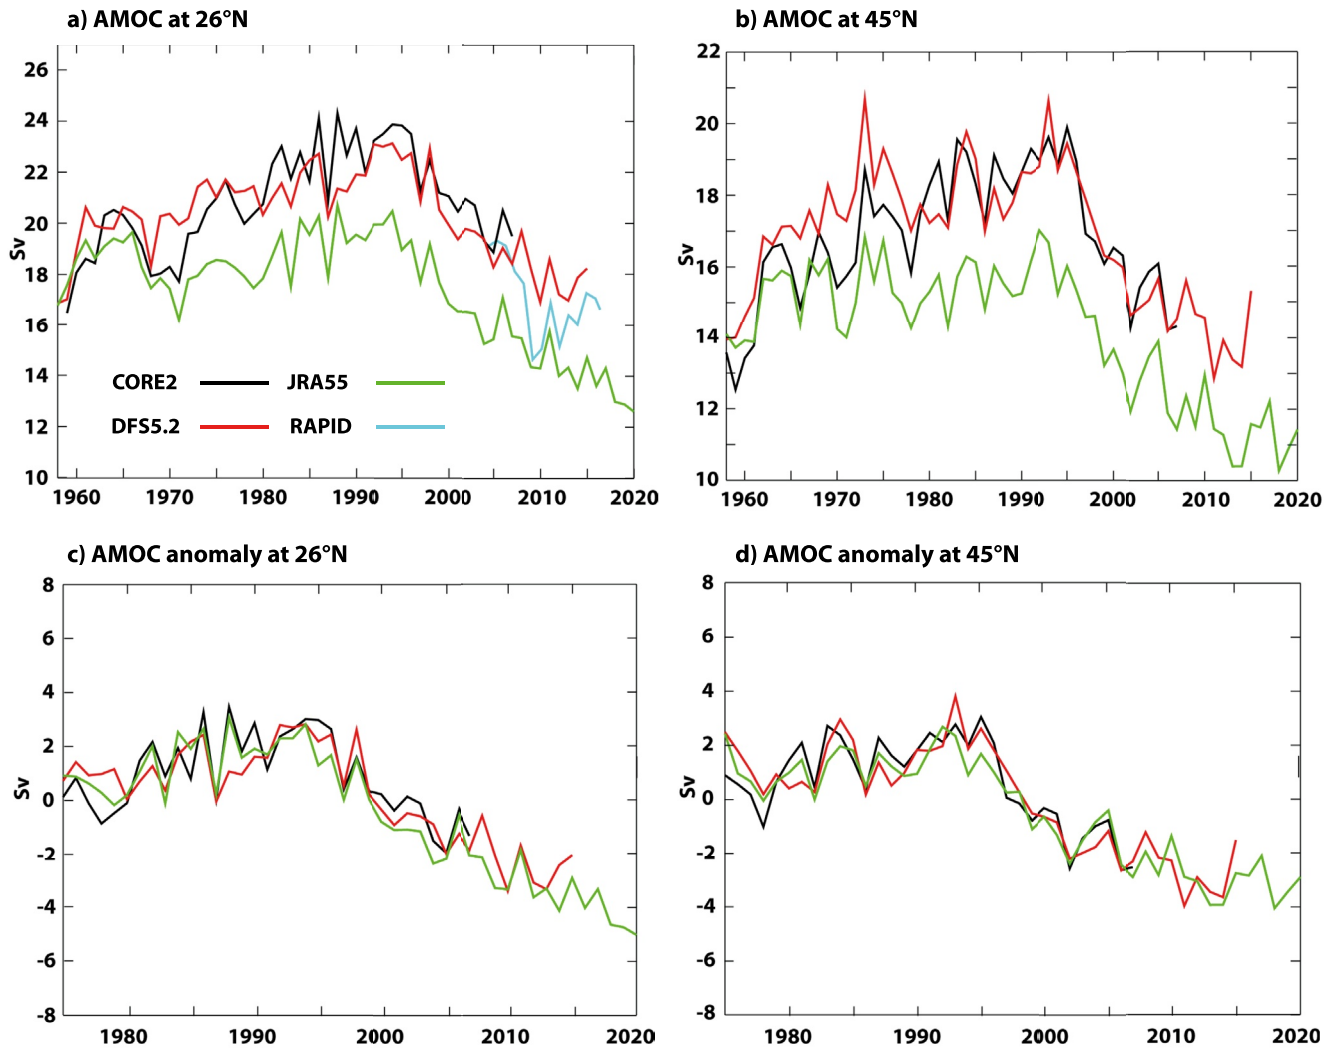 a) AMOC at 26°N
b) AMOC at 45°N
26
24
22
20
18
16
14
12
10
Sv
CORE2
JRA55
DFS5.2
RAPID
1960 1970 1980 1990 2000 2010 2020
22
20
18
16
14
12
10
Sv
1960 1970 1980 1990 2000 2010 2020
c) AMOC anomaly at 26°N
d) AMOC anomaly at 45°N
8
6
4
2
0
-2
-4
-6
-8
Sv
1980 1990 2000 2010 2020
8
6
4
2
0
-2
-4
-6
-8
Sv
1980 1990 2000 2010 2020